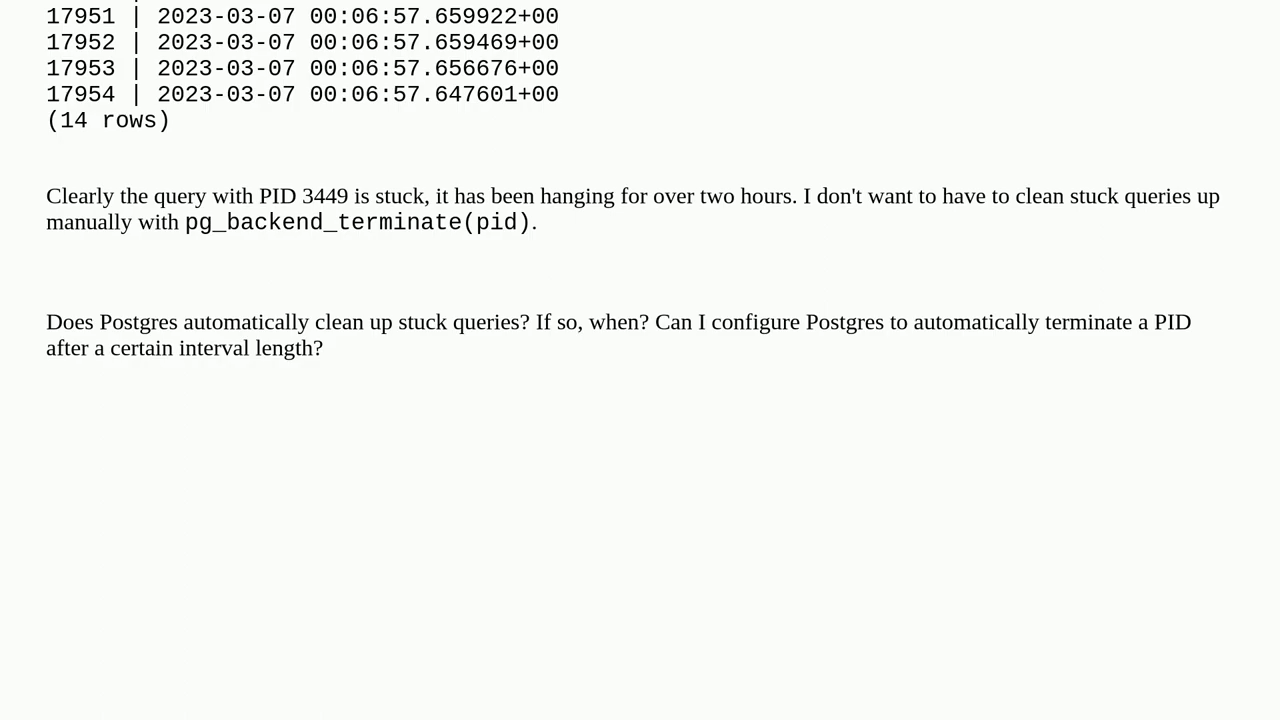 17951 | 2023-03-07 00:06:57.659922+00
17952 | 2023-03-07 00:06:57.659469+00
17953 | 2023-03-07 00:06:57.656676+00
17954 | 2023-03-07 00:06:57.647601+00
(14 rows)
Clearly the query with PID 3449 is stuck, it has been hanging for over two hours. I don't want to have to clean stuck queries up
manually with pg_backend_terminate(pid).
Does Postgres automatically clean up stuck queries? If so, when? Can I configure Postgres to automatically terminate a PID
after a certain interval length?